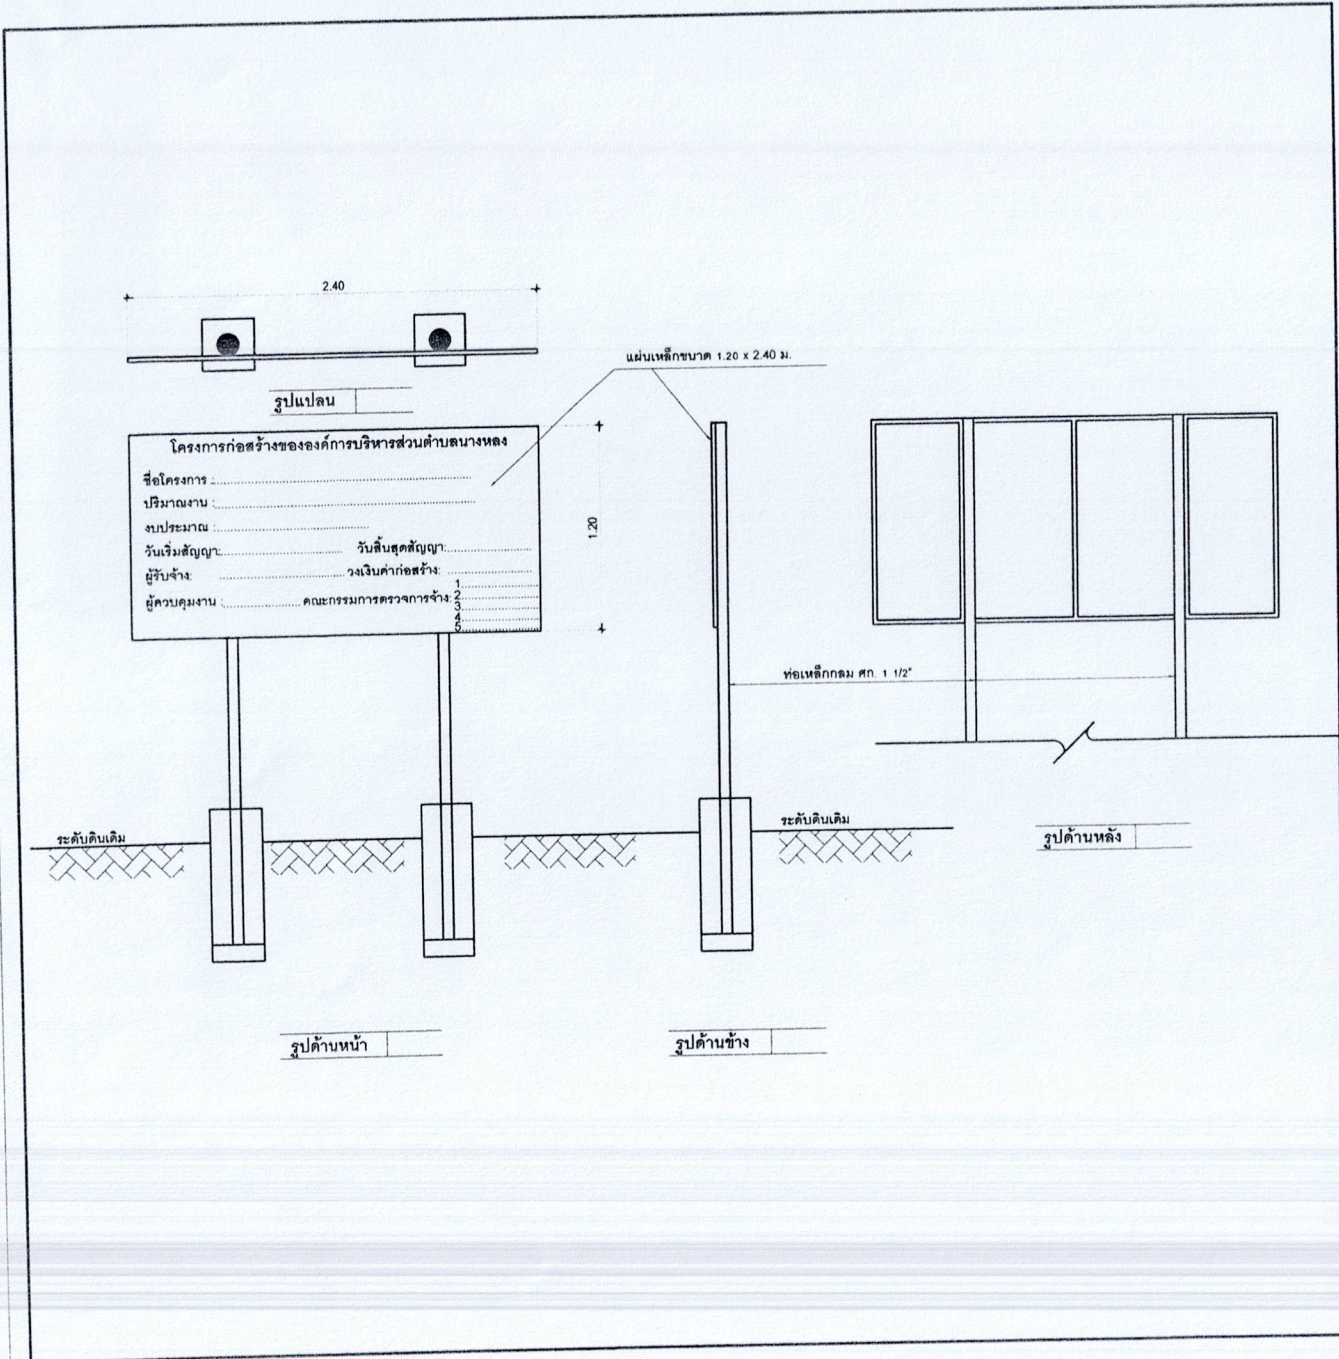 2.40
แผ่นเหล็กขนาด 1.20 x 2.40 ม.
รูปแปลน
โครงการก่อสร้างขององค์การบริหารส่วนตำบลนางหลง
ชื่อโครงการ :
ปริมาณงาน :
งบประมาณ :
วันเริ่มสัญญา: วันสิ้นสุดสัญญา:
ผู้รับจ้าง: วงเงินค่าก่อสร้าง:
ผู้ควบคุมงาน : คณะกรรมการตรวจการจ้าง:
1
2
3
4
5
1.20
ท่อเหล็กกลม ศก. 1 1/2"
ระดับดินเดิม
ระดับดินเดิม
รูปด้านหลัง
รูปด้านหน้า
รูปด้านข้าง